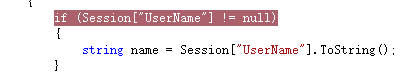 {
if (Session["UserName"] != null)
{
string name = Session["UserName"].ToString();
}